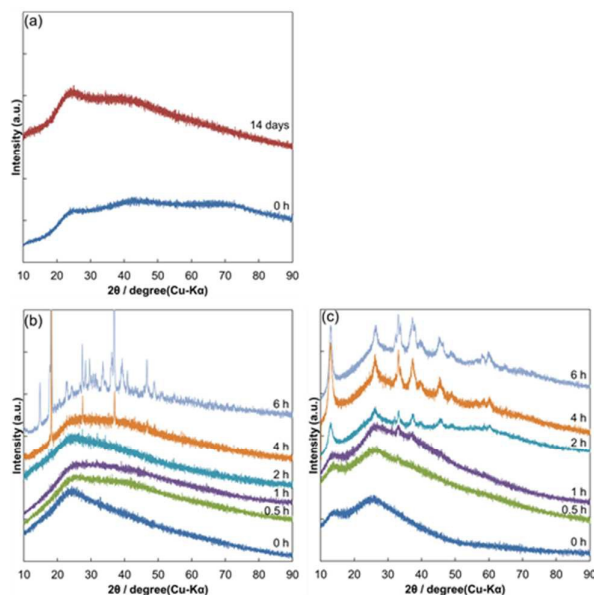 (a)
Intensity (a.u.)
14 days
0 h
10 20 30 40 50 60 70 80 90
2θ / degree(Cu-Kα)
(b)
Intensity (a.u.)
6 h
4 h
2 h
1 h
0.5 h
0 h
10 20 30 40 50 60 70 80 90
2θ / degree(Cu-Kα)
(c)
Intensity (a.u.)
6 h
4 h
2 h
1 h
0.5 h
0 h
10 20 30 40 50 60 70 80 90
2θ / degree(Cu-Kα)